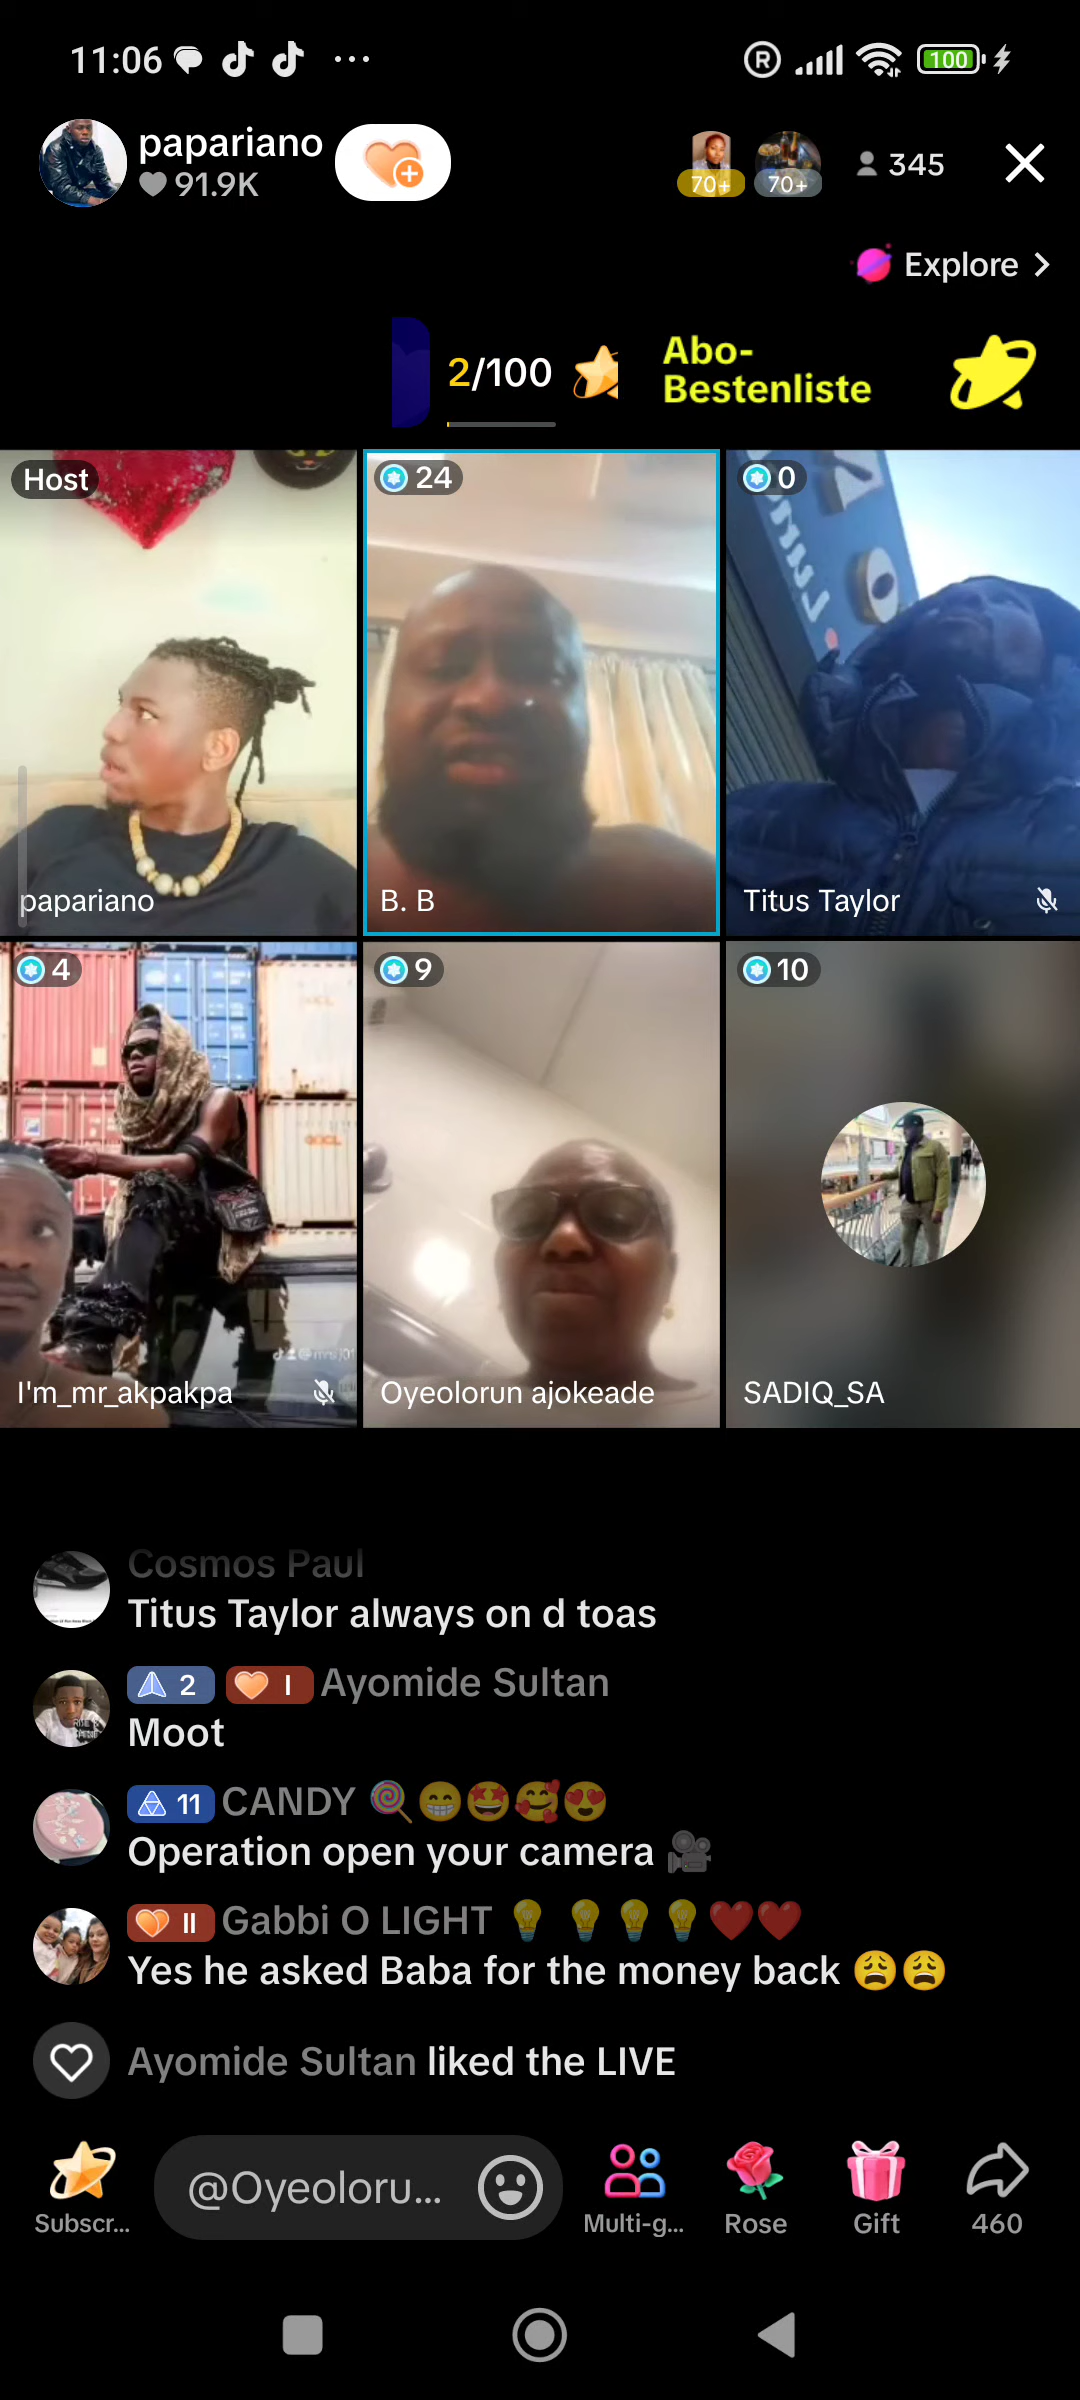 11:06
R
100
papariano
91.9K
70+
70+
345
Explore
2/100
Abo-
Bestenliste
Host
24
0
papariano
B. B
Titus Taylor
4
9
10
I'm_mr_akpakpa
Oyeolorun ajokeade
SADIQ_SA
Cosmos Paul
Titus Taylor always on d toas
2 I Ayomide Sultan
Moot
11 CANDY 🍭😁🤩🥰😍
Operation open your camera 🎥
II Gabbi O LIGHT 💡 💡 💡 💡❤️❤️
Yes he asked Baba for the money back 😩😩
Ayomide Sultan liked the LIVE
@Oyeoloru...
Subscr...
Multi-g...
Rose
Gift
460